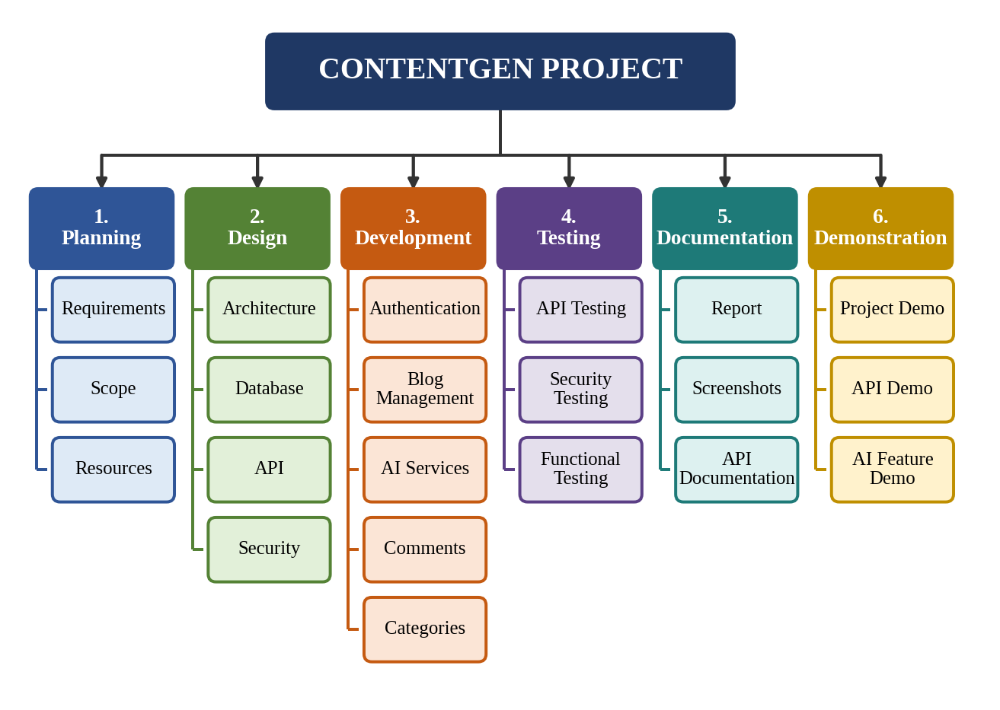 CONTENTGEN PROJECT
1.
Planning
Requirements
Scope
Resources
2.
Design
Architecture
Database
API
Security
3.
Development
Authentication
Blog
Management
AI Services
Comments
Categories
4.
Testing
API Testing
Security
Testing
Functional
Testing
5.
Documentation
Report
Screenshots
API
Documentation
6.
Demonstration
Project Demo
API Demo
AI Feature
Demo